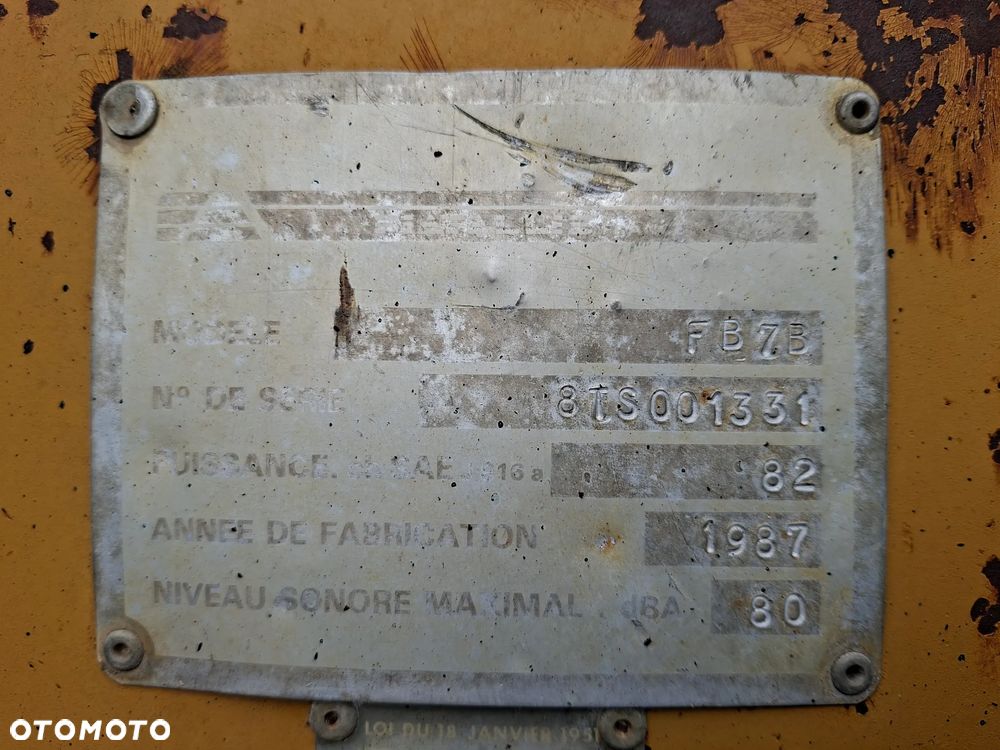 MODELE FB7B
N° DE SERIE 8TS001331
PUISSANCE. SAE J816a 82
ANNEE DE FABRICATION 1987
NIVEAU SONORE MAXIMAL dBA 80
LOI DU 18 JANVIER 1951
OTOMOTO